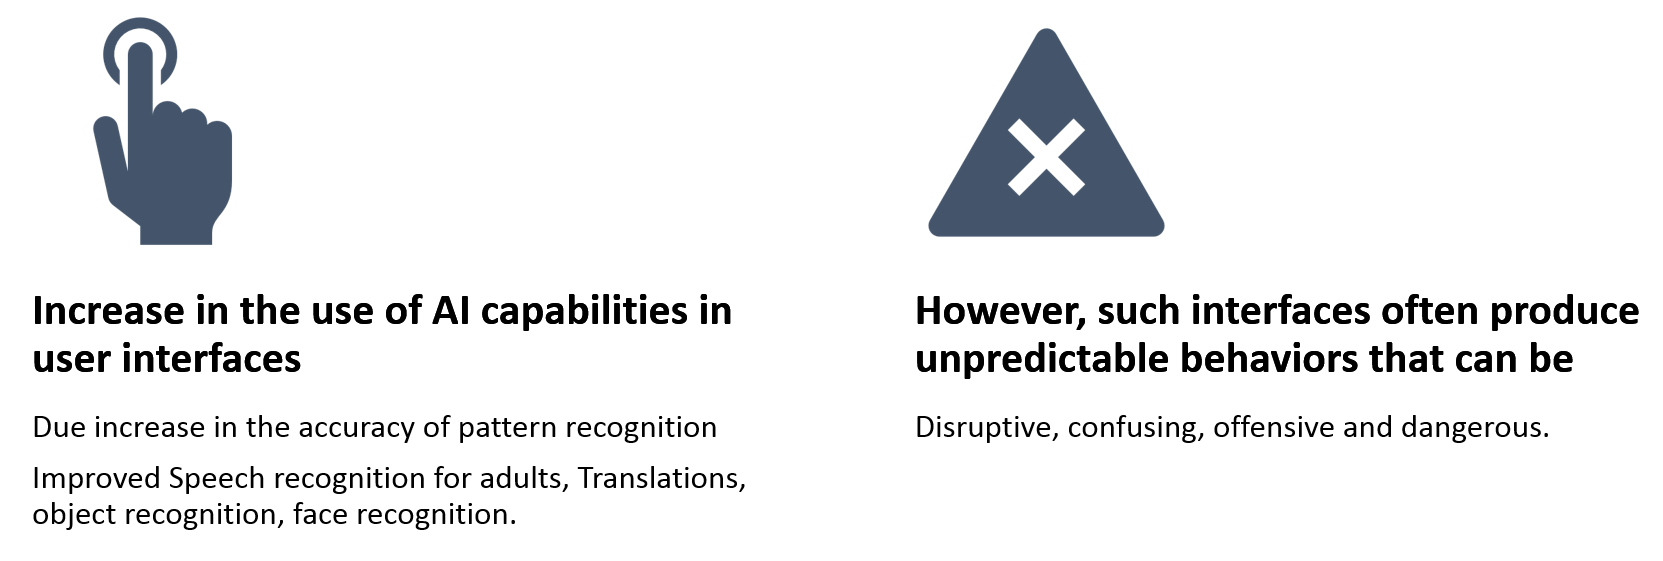 Increase in the use of AI capabilities in
user interfaces
Due increase in the accuracy of pattern recognition
Improved Speech recognition for adults, Translations,
object recognition, face recognition.
However, such interfaces often produce
unpredictable behaviors that can be
Disruptive, confusing, offensive and dangerous.